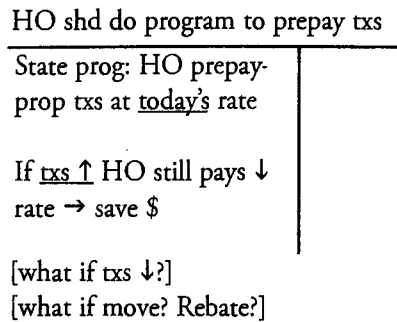 HO shd do program to prepay txs
State prog: HO prepay-
prop txs at today's rate
If txs ↑ HO still pays ↓
rate → save $
[what if txs ↓?]
[what if move? Rebate?]